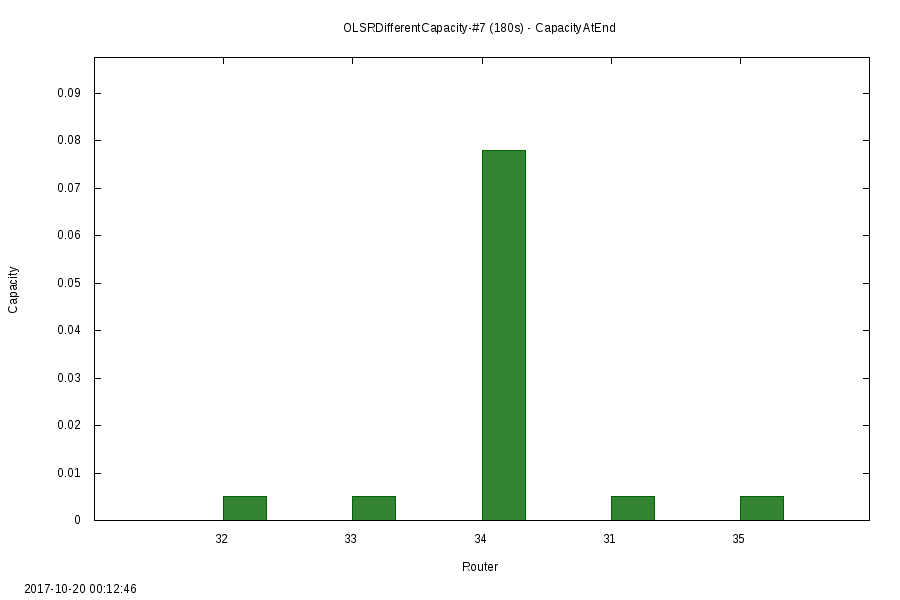 OLSRDifferentCapacity-#7 (180s) - CapacityAtEnd
0.09
0.08
0.07
0.06
0.05
0.04
0.03
0.02
0.01
0
Capacity
32 33 34 31 35
Router
2017-10-20 00:12:46